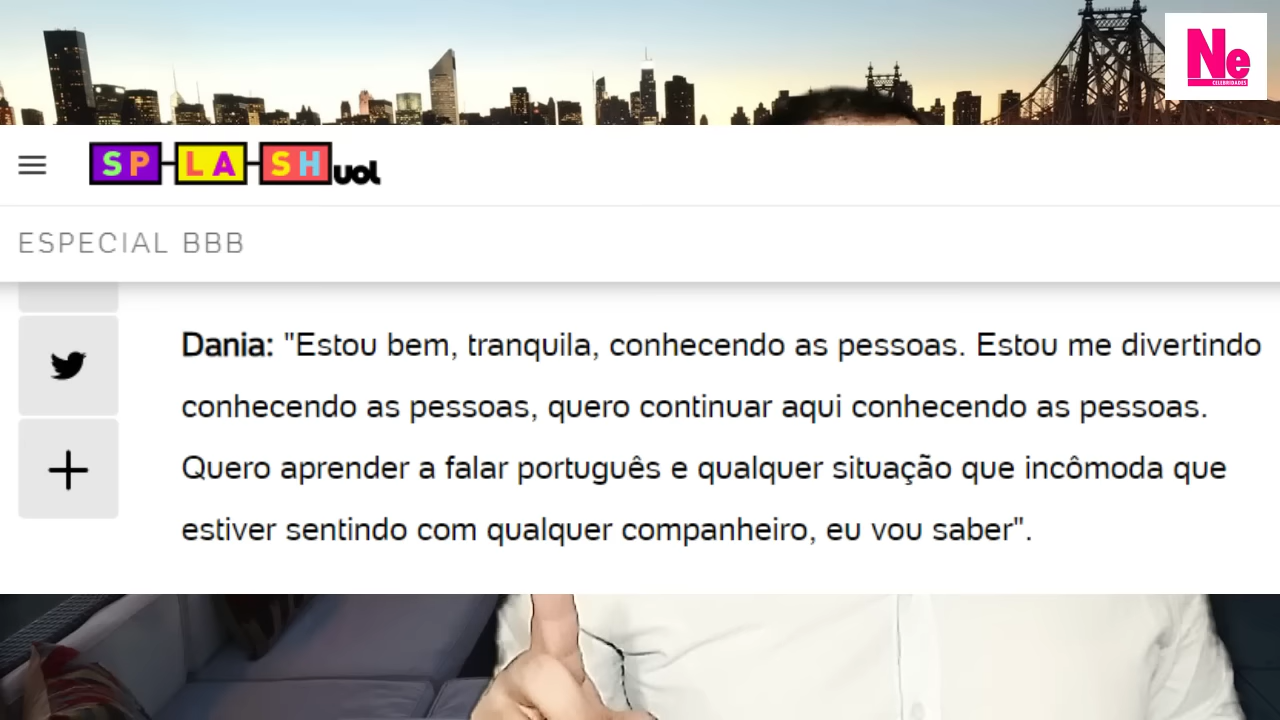 Ne
CELEBRIDADES
SPLASH uol
ESPECIAL BBB
Dania: "Estou bem, tranquila, conhecendo as pessoas. Estou me divertindo
conhecendo as pessoas, quero continuar aqui conhecendo as pessoas.
Quero aprender a falar português e qualquer situação que incômoda que
estiver sentindo com qualquer companheiro, eu vou saber".